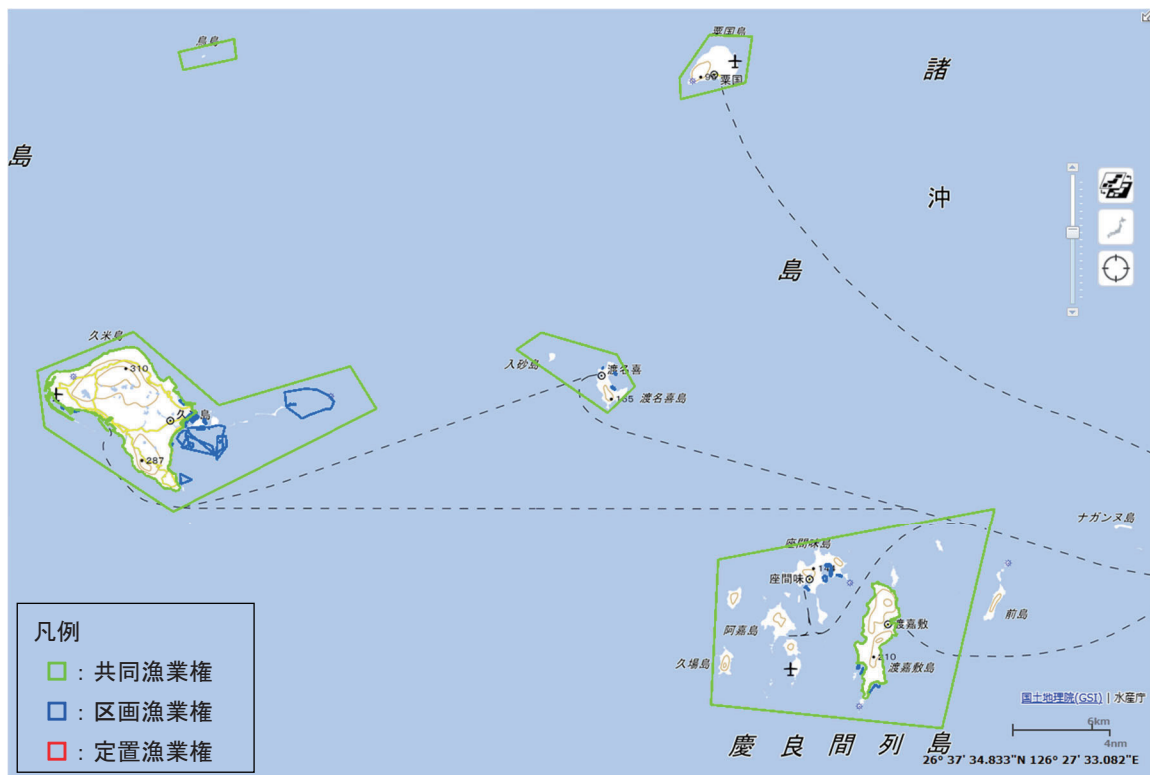 鳥島
粟国島
粟国
諸
島
沖
島
久米島
310
287
入砂島
渡名喜
渡名喜島
ナガンヌ島
座間味島
座間味
渡嘉敷
前島
阿嘉島
210
久場島
渡嘉敷島
慶良間列島
凡例
：共同漁業権
：区画漁業権
：定置漁業権
国土地理院(GSI) | 水産庁
6km
4nm
26° 37' 34.833"N 126° 27' 33.082"E